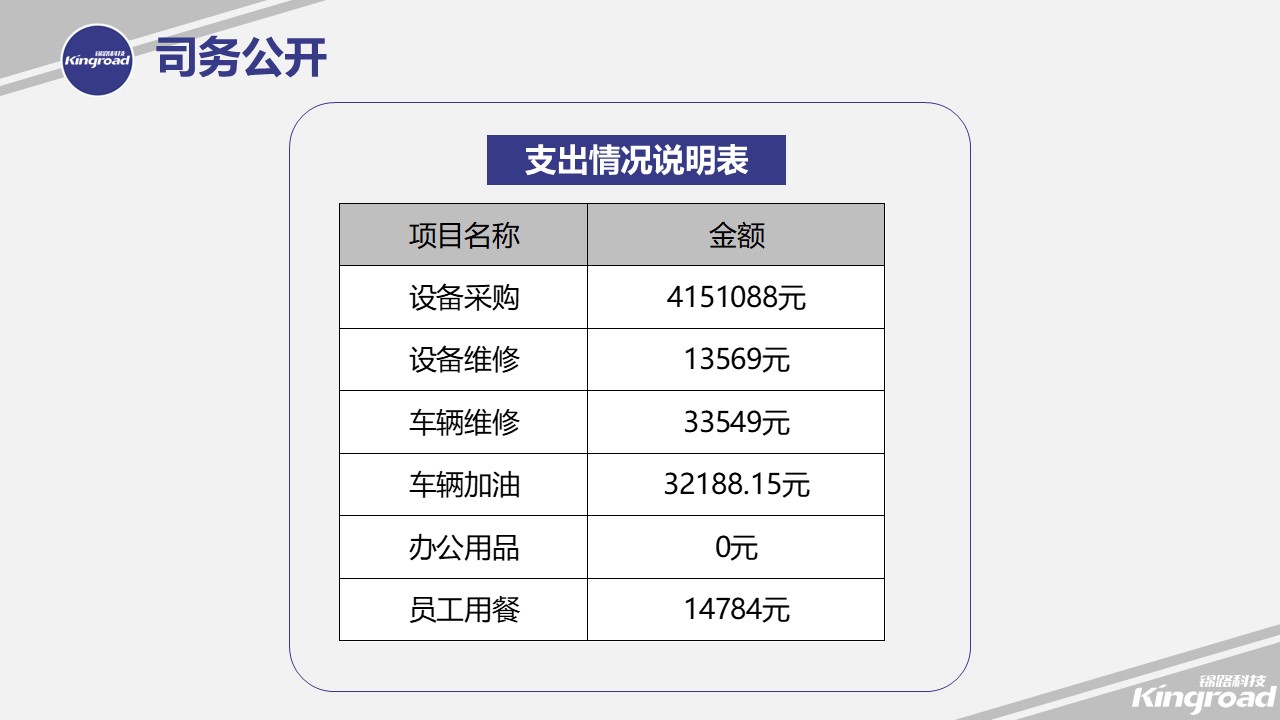 锦路科技
Kingroad
司务公开
支出情况说明表
项目名称 金额
设备采购 4151088元
设备维修 13569元
车辆维修 33549元
车辆加油 32188.15元
办公用品 0元
员工用餐 14784元
锦路科技
Kingroad